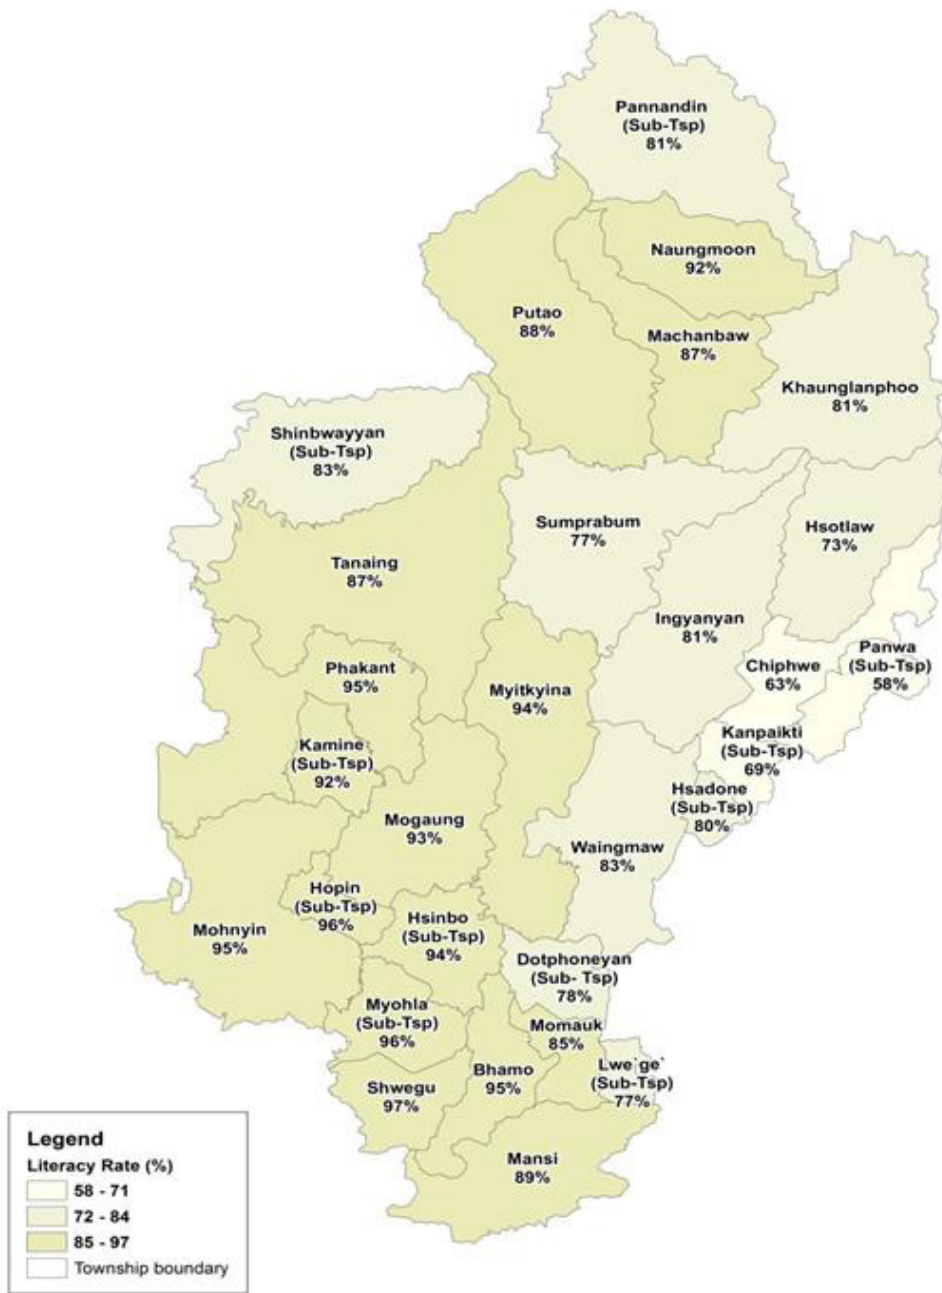 Pannandin
(Sub-Tsp)
81%
Naungmoon
92%
Putao
88%
Machanbaw
87%
Khaunglanphoo
81%
Shinbwayyan
(Sub-Tsp)
83%
Sumprabum
77%
Hsotlaw
73%
Tanaing
87%
Ingyanyan
81%
Phakant
95%
Myitkyina
94%
Chiphwe
63%
Panwa
(Sub-Tsp)
58%
Kamine
(Sub-Tsp)
92%
Kanpaikti
(Sub-Tsp)
69%
Hsadone
(Sub-Tsp)
80%
Mogaung
93%
Waingmaw
83%
Hopin
(Sub-Tsp)
96%
Mohnyin
95%
Hsinbo
(Sub-Tsp)
94%
Dotphoneyan
(Sub- Tsp)
78%
Myohla
(Sub-Tsp)
96%
Momauk
85%
Lwe`ge`
(Sub-Tsp)
77%
Shwegu
97%
Bhamo
95%
Mansi
89%
Legend
Literacy Rate (%)
58 - 71
72 - 84
85 - 97
Township boundary